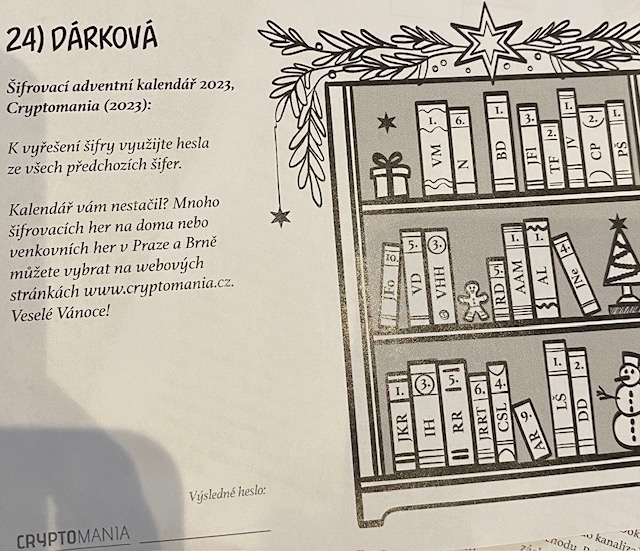 24) DÁRKOVÁ
Šifrovací adventní kalendář 2023,
Cryptomania (2023):
K vyřešení šifry využijte hesla
ze všech předchozích šifer.
Kalendář vám nestačil? Mnoho
šifrovacích her na doma nebo
venkovních her v Praze a Brně
můžete vybrat na webových
stránkách www.cryptomania.cz.
Veselé Vánoce!
1. VM
6. N
1. BD
3. JFl
2. TF
1. JV
2. CP
1. PŠ
10. JFo
5. VD
3. VHH
5. RD
1. AAM
1. AL
4. JNe
1. JKR
3. IH
5. RR
6. JRRT
4. CSL
9. AR
1. LŠ
2. DD
Výsledné heslo:
CRYPTOMANIA